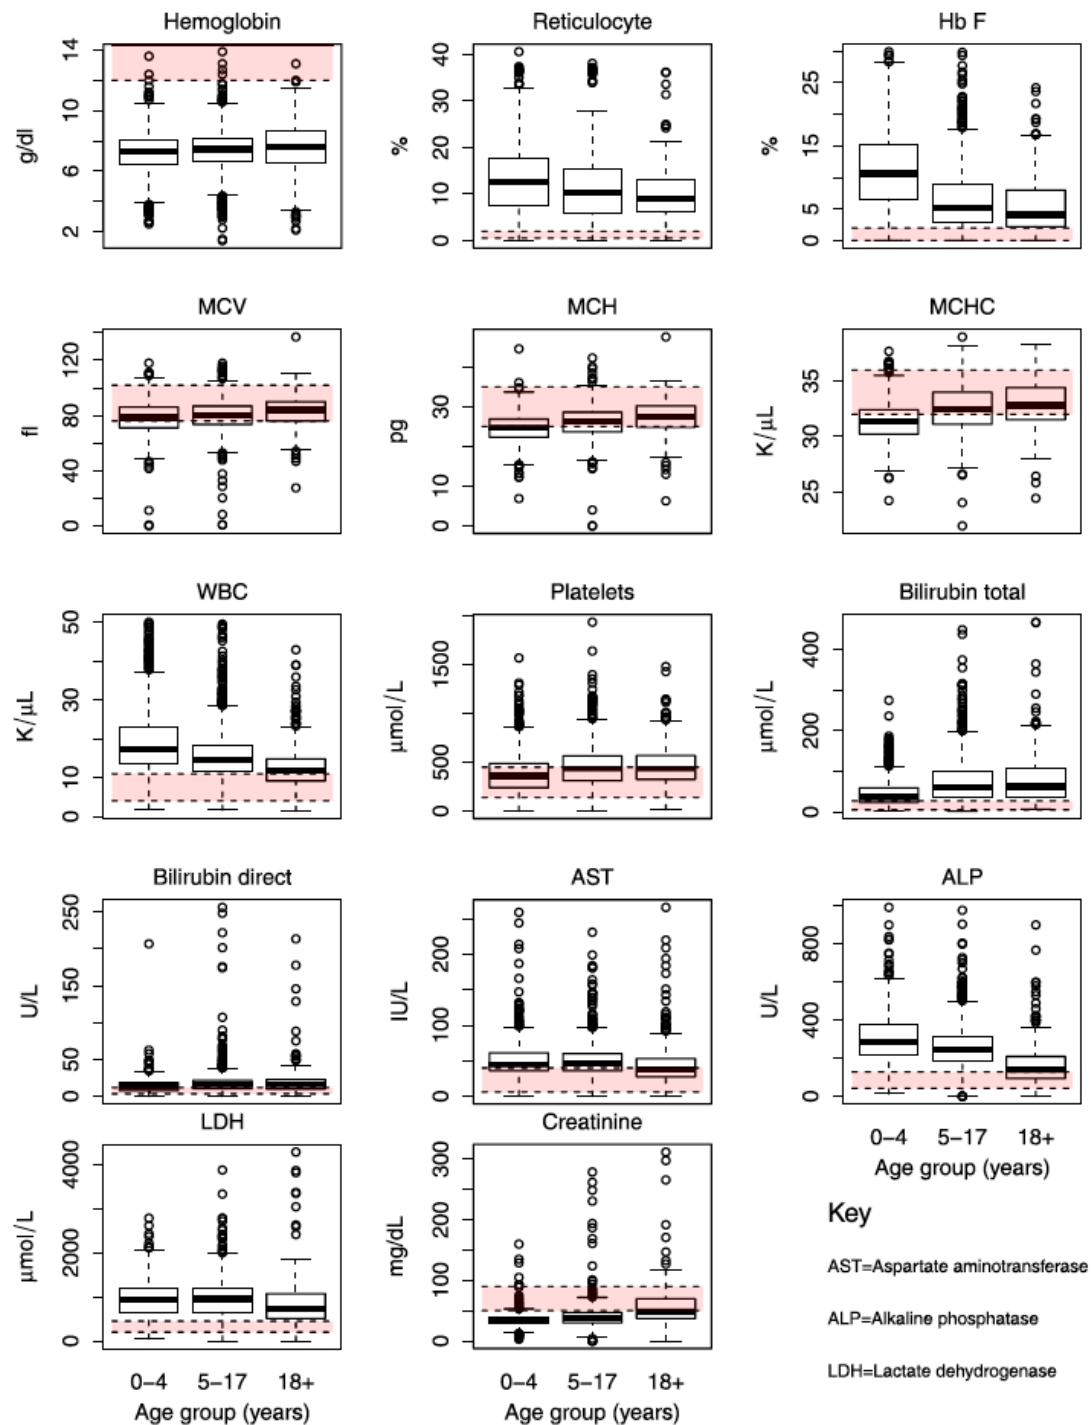 Hemoglobin Reticulocyte Hb F
14
10
6
2
g/dl
40
30
20
10
0
%
25
15
5
0
%
MCV MCH MCHC
120
80
40
0
fl
30
10
0
pg
35
30
25
K/μL
WBC Platelets Bilirubin total
50
30
10
0
K/μL
1500
500
0
μmol/L
400
200
0
μmol/L
Bilirubin direct AST ALP
250
150
50
0
U/L
200
100
0
IU/L
800
400
0
U/L
0–4 5–17 18+
Age group (years)
LDH Creatinine
4000
2000
0
μmol/L
300
200
100
0
mg/dL
0–4 5–17 18+
Age group (years)
0–4 5–17 18+
Age group (years)
Key
AST=Aspartate aminotransferase
ALP=Alkaline phosphatase
LDH=Lactate dehydrogenase